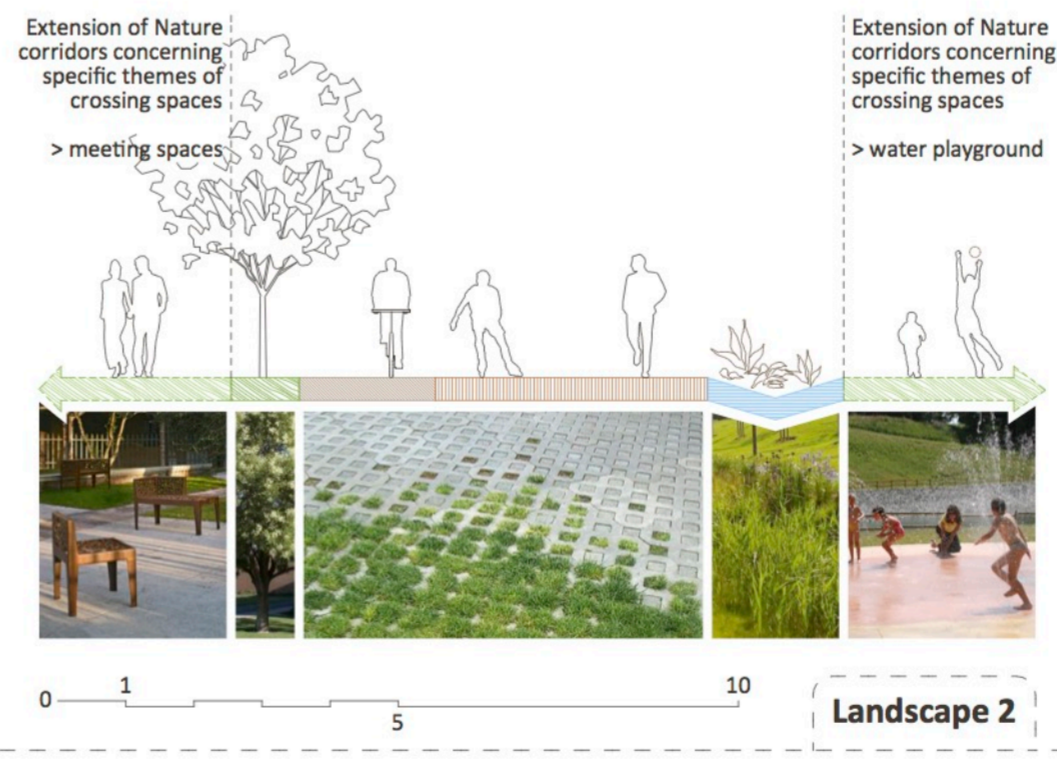 Extension of Nature
corridors concerning
specific themes of
crossing spaces
> meeting spaces
Extension of Nature
corridors concerning
specific themes of
crossing spaces
> water playground
0
1
5
10
Landscape 2